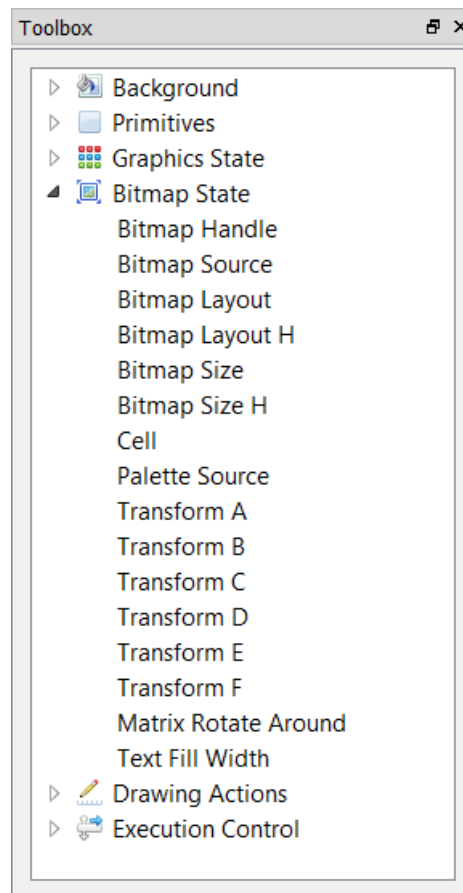 Toolbox
Background
Primitives
Graphics State
Bitmap State
Bitmap Handle
Bitmap Source
Bitmap Layout
Bitmap Layout H
Bitmap Size
Bitmap Size H
Cell
Palette Source
Transform A
Transform B
Transform C
Transform D
Transform E
Transform F
Matrix Rotate Around
Text Fill Width
Drawing Actions
Execution Control